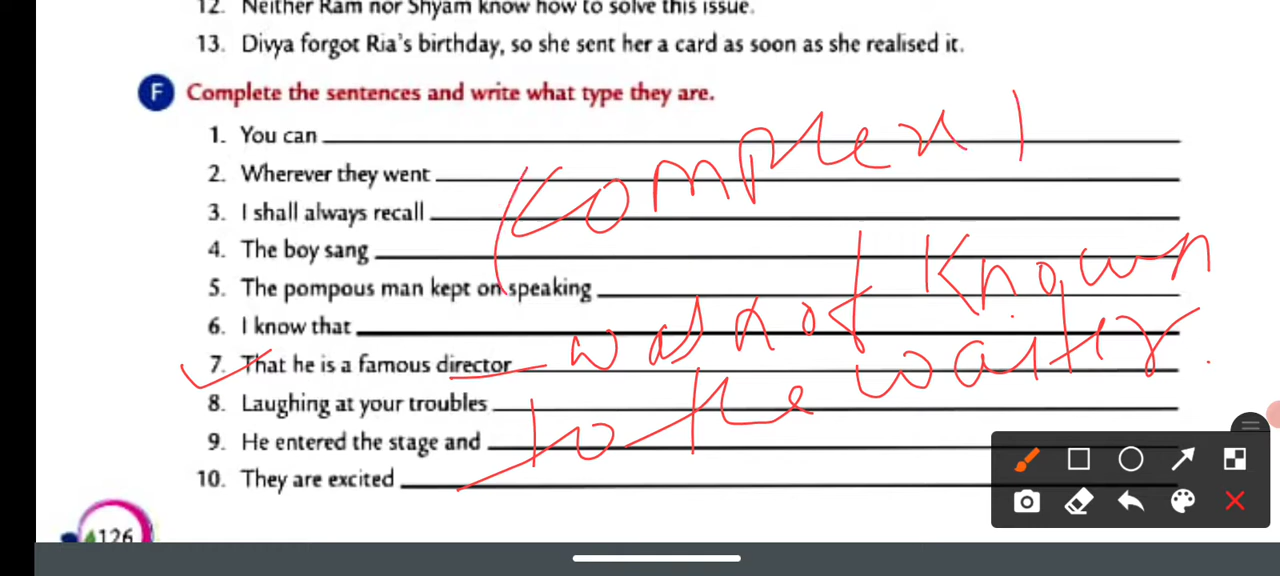 12. Neither Ram nor Shyam know how to solve this issue.
13. Divya forgot Ria's birthday, so she sent her a card as soon as she realised it.
F Complete the sentences and write what type they are.
1. You can
2. Wherever they went
3. I shall always recall
4. The boy sang
5. The pompous man kept on speaking
6. I know that
7. That he is a famous director
8. Laughing at your troubles
9. He entered the stage and
10. They are excited
(Complex)
was not known
to the waiter.
126